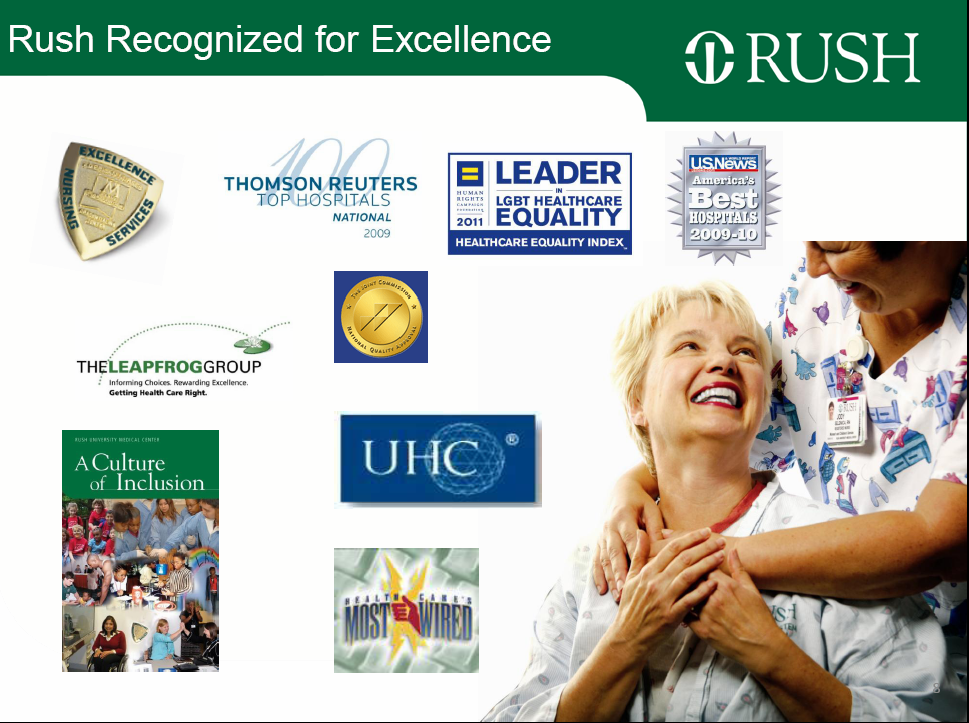 Rush Recognized for Excellence
RUSH
EXCELLENCE
NURSING
SERVICES
100
THOMSON REUTERS
TOP HOSPITALS
NATIONAL
2009
HUMAN
RIGHTS
CAMPAIGN
FOUNDATION
2011
LEADER
IN
LGBT HEALTHCARE
EQUALITY
HEALTHCARE EQUALITY INDEX
U.S.News
America's
Best
HOSPITALS
2009-10
THE JOINT COMMISSION
NATIONAL QUALITY APPROVAL
THELEAPFROGGROUP
Informing Choices. Rewarding Excellence.
Getting Health Care Right.
RUSH UNIVERSITY MEDICAL CENTER
A Culture
of Inclusion
UHC®
HEALTH CARE'S
MOST WIRED
RUSH
JODY
3